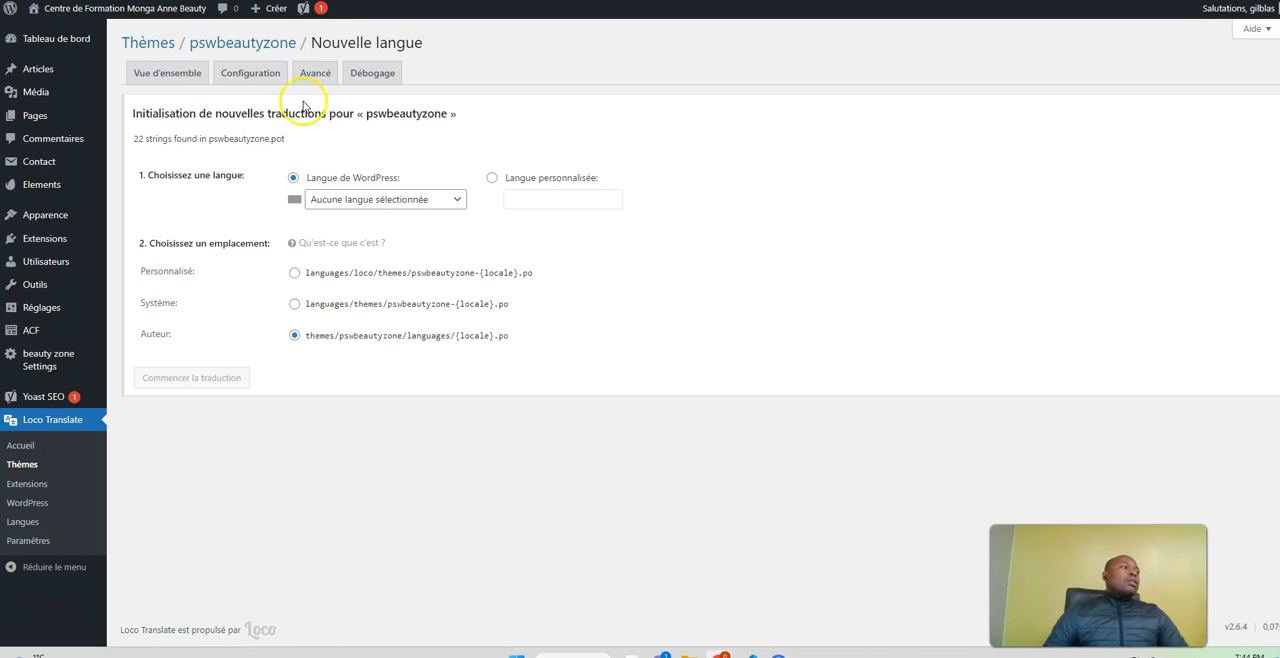 Centre de Formation Monga Anne Beauty 0 Créer 1 Salutations, gilblas
Aide
Tableau de bord
Articles
Média
Pages
Commentaires
Contact
Elements
Apparence
Extensions
Utilisateurs
Outils
Réglages
ACF
beauty zone
Settings
Yoast SEO 1
Loco Translate
Accueil
Thèmes
Extensions
WordPress
Langues
Paramètres
Réduire le menu
Thèmes / pswbeautyzone / Nouvelle langue
Vue d'ensemble Configuration Avancé Débogage
Initialisation de nouvelles traductions pour « pswbeautyzone »
22 strings found in pswbeautyzone.pot
1. Choisissez une langue: Langue de WordPress: Langue personnalisée:
Aucune langue sélectionnée
2. Choisissez un emplacement: Qu'est-ce que c'est ?
Personnalisé: languages/loco/themes/pswbeautyzone-{locale}.po
Système: languages/themes/pswbeautyzone-{locale}.po
Auteur: themes/pswbeautyzone/languages/{locale}.po
Commencer la traduction
Loco Translate est propulsé par Loco
v2.6.4 0,07
1°C